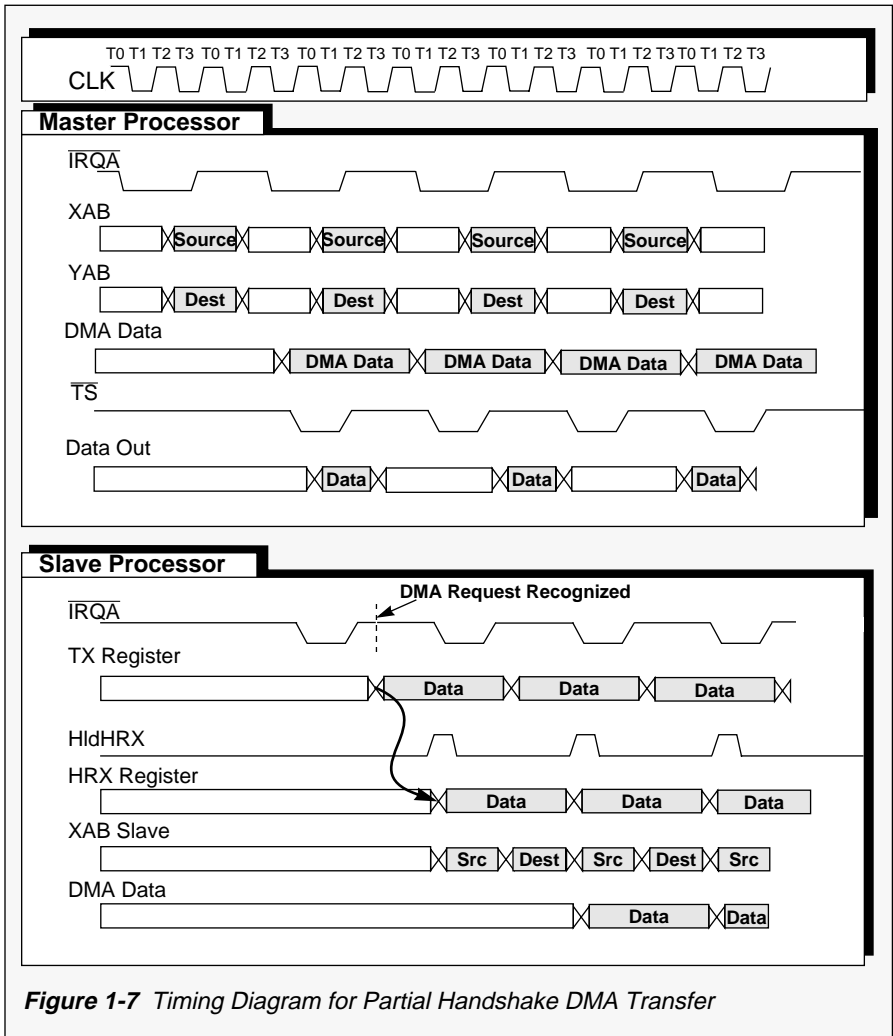 T0 T1 T2 T3 T0 T1 T2 T3 T0 T1 T2 T3 T0 T1 T2 T3 T0 T1 T2 T3 T0 T1 T2 T3 T0 T1 T2 T3
CLK
Master Processor
IRQA
XAB
Source Source Source Source
YAB
Dest Dest Dest Dest
DMA Data
DMA Data DMA Data DMA Data DMA Data
TS
Data Out
Data Data Data
Slave Processor
DMA Request Recognized
IRQA
TX Register
Data Data Data
HldHRX
HRX Register
Data Data Data
XAB Slave
Src Dest Src Dest Src
DMA Data
Data Data
Figure 1-7 Timing Diagram for Partial Handshake DMA Transfer